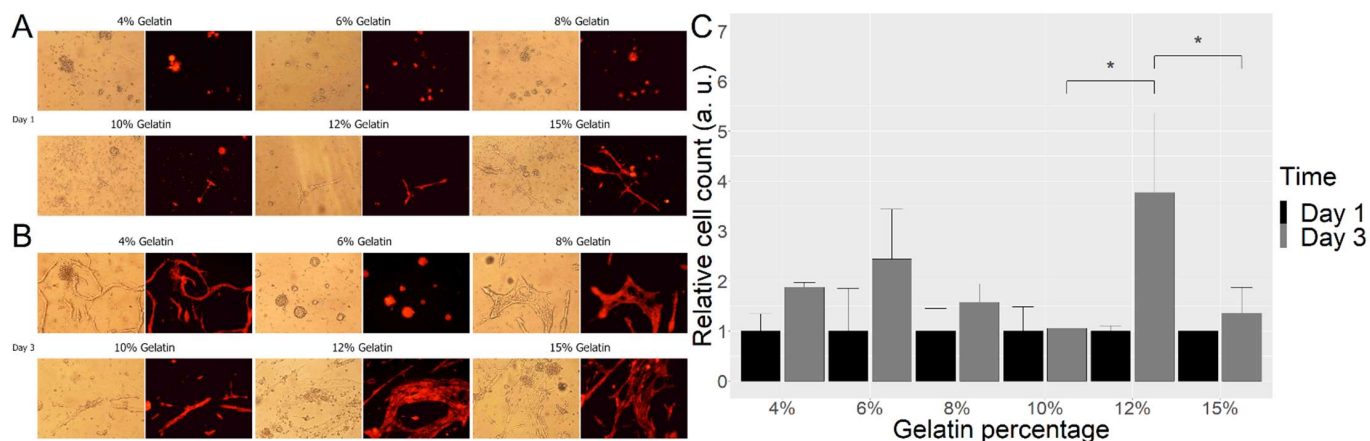 A
4% Gelatin 6% Gelatin 8% Gelatin
Day 1
10% Gelatin 12% Gelatin 15% Gelatin
B
4% Gelatin 6% Gelatin 8% Gelatin
Day 3
10% Gelatin 12% Gelatin 15% Gelatin
C
Relative cell count (a. u.)
7
6
5
4
3
2
1
0
* *
4% 6% 8% 10% 12% 15%
Gelatin percentage
Time
Day 1
Day 3